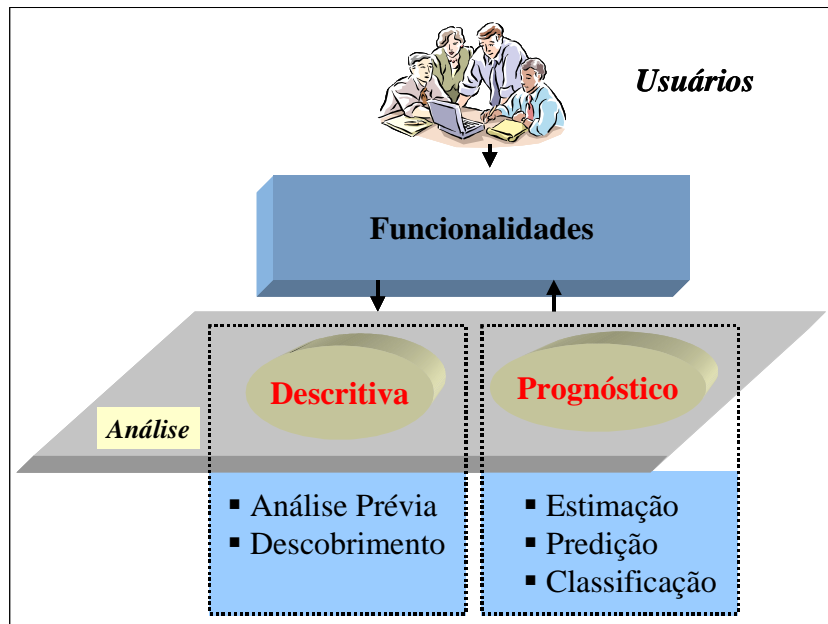 Usuários
Funcionalidades
Descritiva
Prognóstico
Análise
▪ Análise Prévia
▪ Descobrimento
▪ Estimação
▪ Predição
▪ Classificação